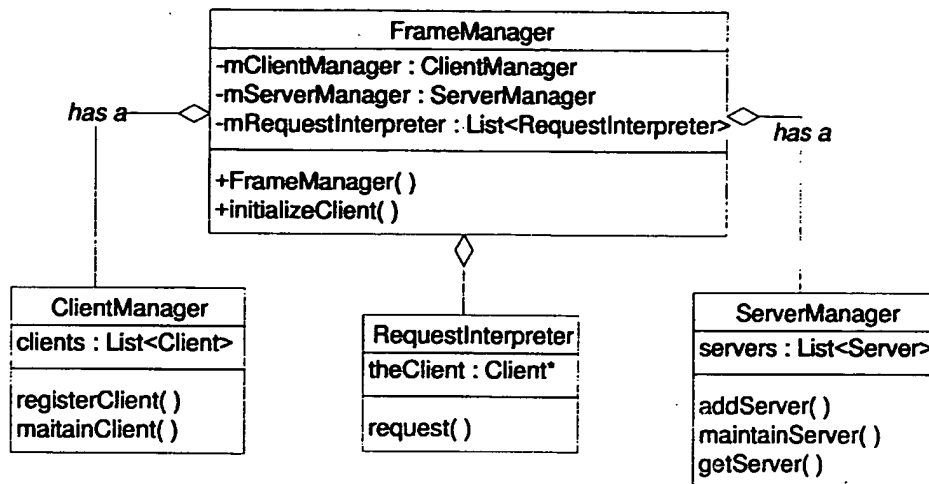 FrameManager
-mClientManager : ClientManager
-mServerManager : ServerManager
-mRequestInterpreter : List<RequestInterpreter>
+FrameManager( )
+initializeClient( )
has a
has a
ClientManager
clients : List<Client>
registerClient( )
maitainClient( )
RequestInterpreter
theClient : Client*
request( )
ServerManager
servers : List<Server>
addServer( )
maintainServer( )
getServer( )